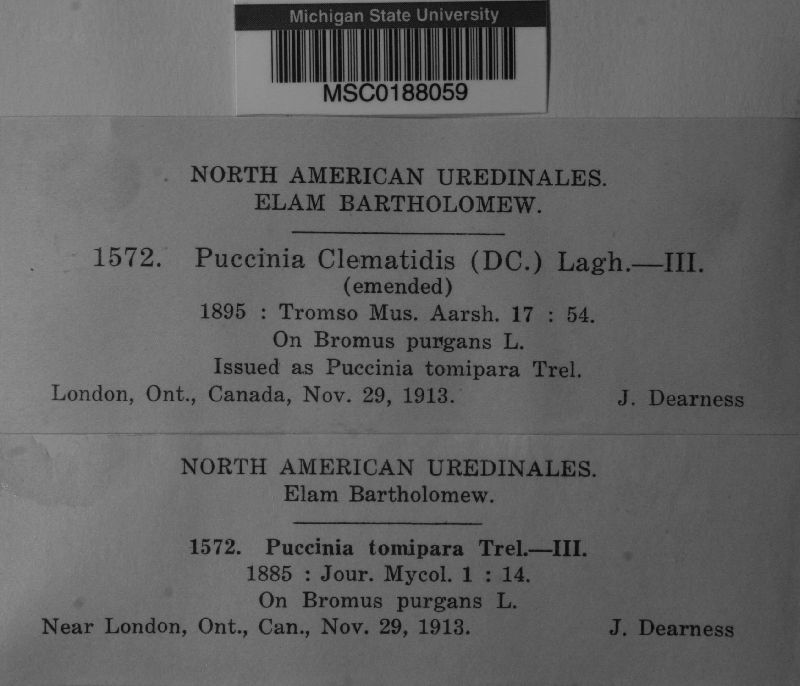 Michigan State University
MSC0188059
NORTH AMERICAN UREDINALES.
ELAM BARTHOLOMEW.
1572. Puccinia Clematidis (DC.) Lagh.—III.
(emended)
1895 : Tromso Mus. Aarsh. 17 : 54.
On Bromus purgans L.
Issued as Puccinia tomipara Trel.
London, Ont., Canada, Nov. 29, 1913. J. Dearness
NORTH AMERICAN UREDINALES.
Elam Bartholomew.
1572. Puccinia tomipara Trel.—III.
1885 : Jour. Mycol. 1 : 14.
On Bromus purgans L.
Near London, Ont., Can., Nov. 29, 1913. J. Dearness